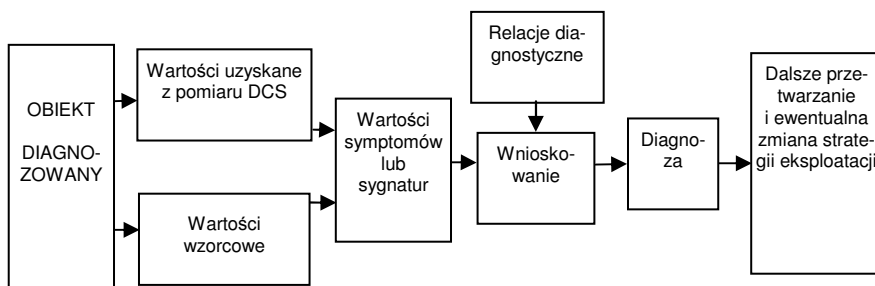 OBIEKT
DIAGNO-
ZOWANY
Wartości uzyskane
z pomiaru DCS
Wartości
wzorcowe
Wartości
symptomów
lub
sygnatur
Relacje dia-
gnostyczne
Wniosko-
wanie
Diagno-
za
Dalsze prze-
twarzanie
i ewentualna
zmiana strate-
gii eksploatacji